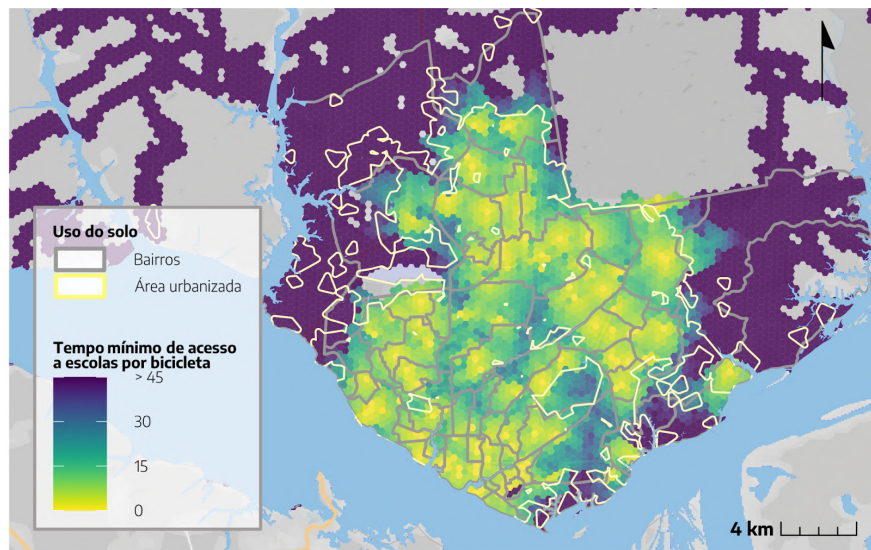 Uso do solo
Bairros
Área urbanizada
Tempo mínimo de acesso
a escolas por bicicleta
> 45
30
15
0
4 km